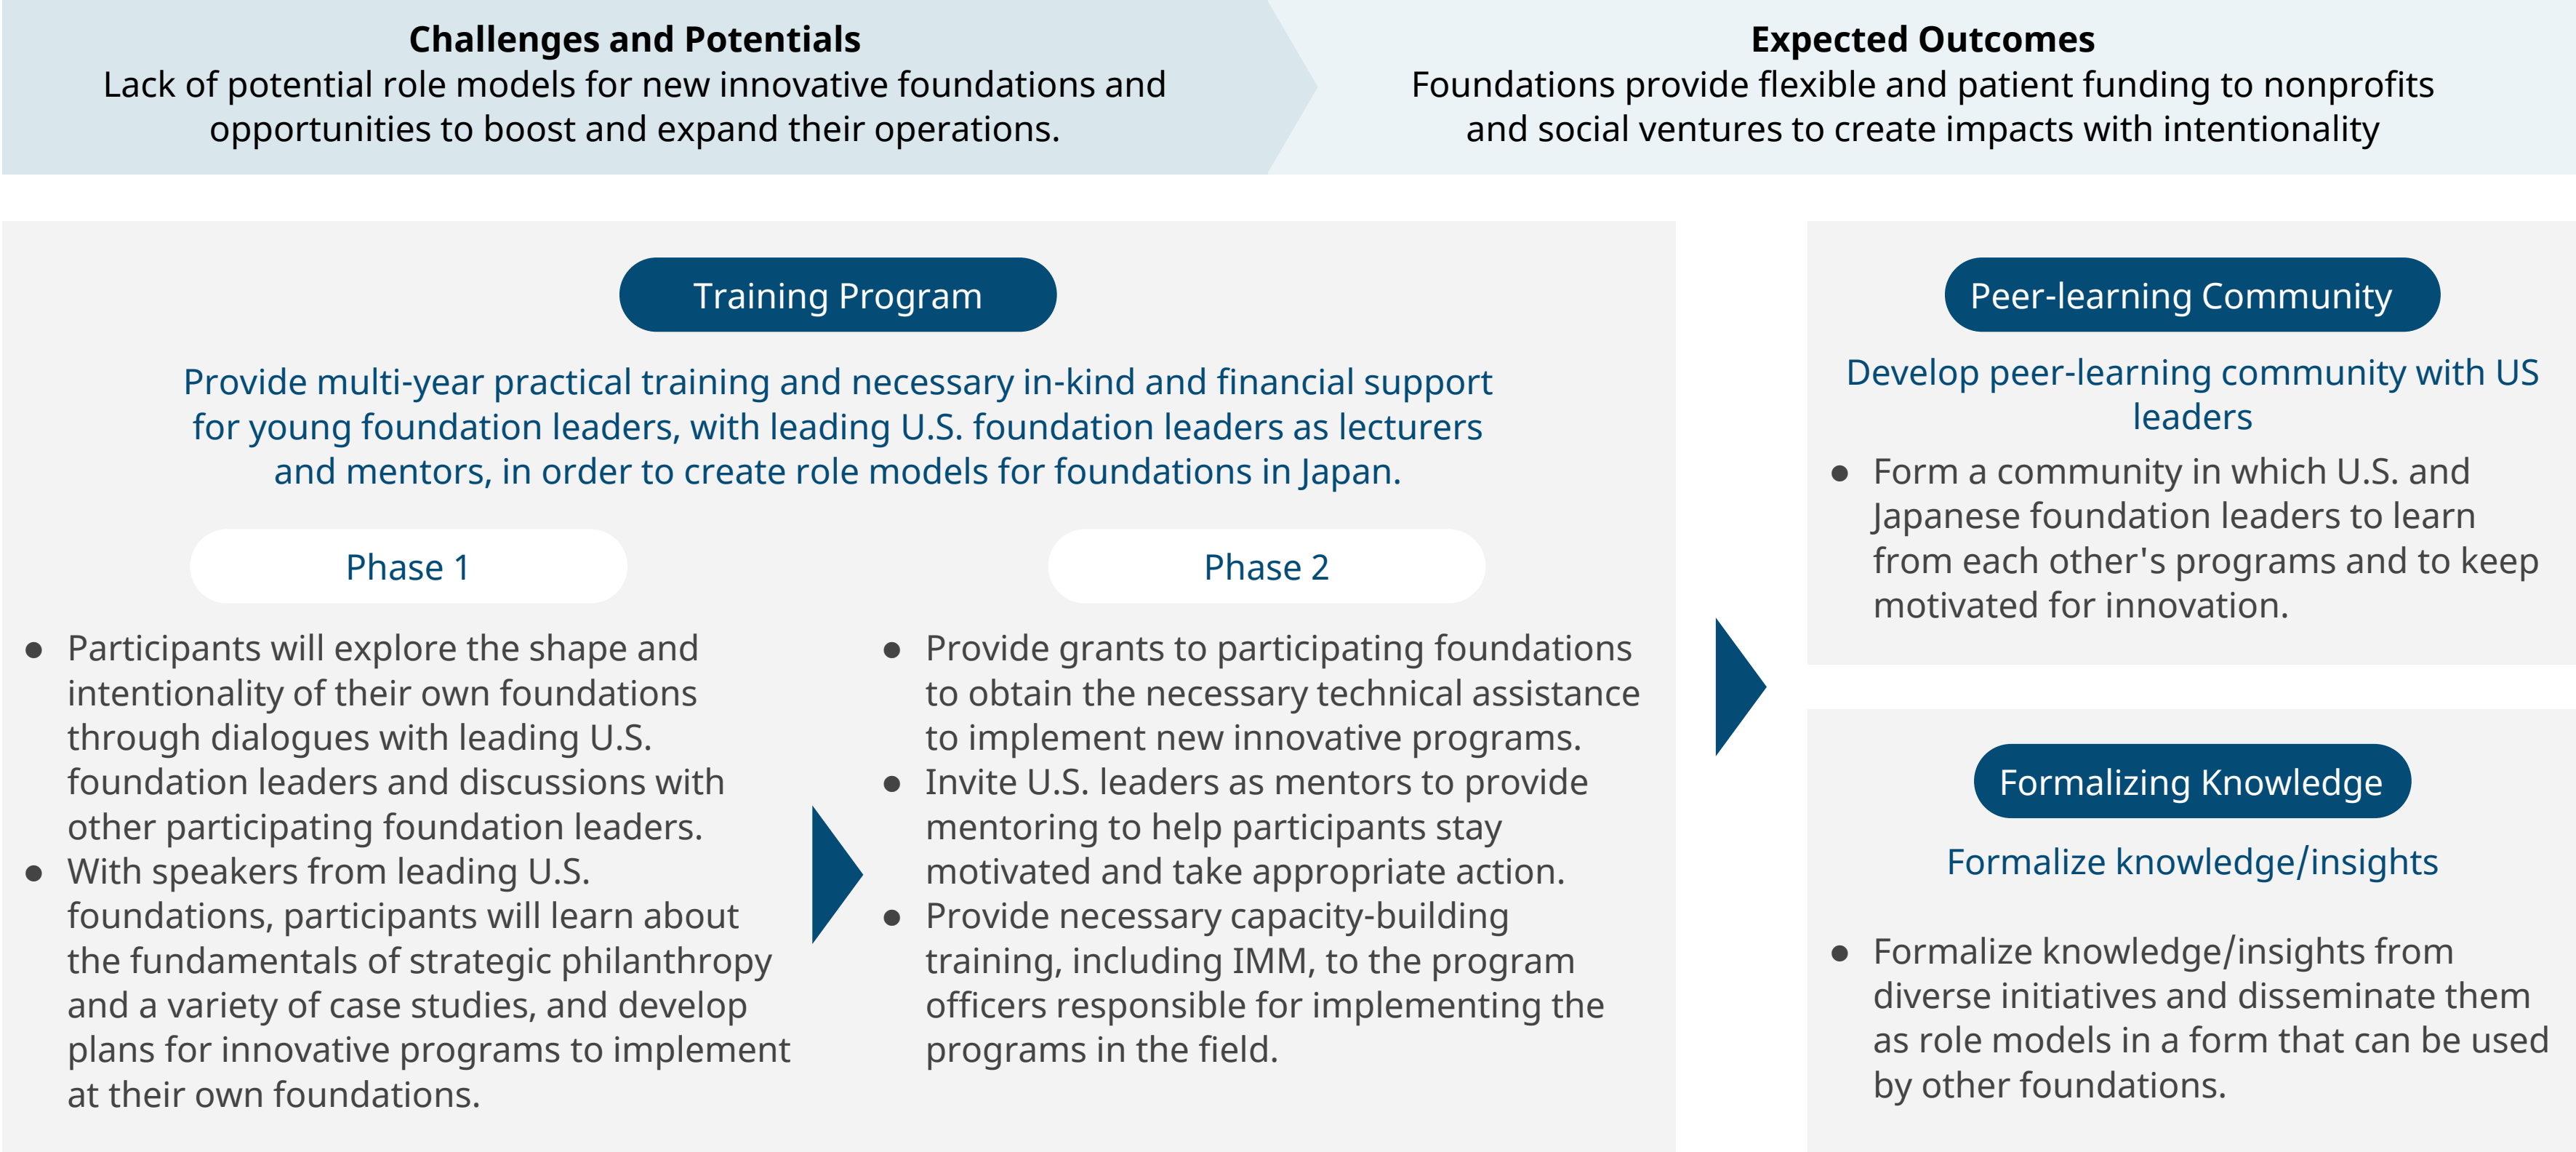 Challenges and Potentials
Lack of potential role models for new innovative foundations and
opportunities to boost and expand their operations.
Expected Outcomes
Foundations provide flexible and patient funding to nonprofits
and social ventures to create impacts with intentionality
Training Program
Provide multi-year practical training and necessary in-kind and financial support
for young foundation leaders, with leading U.S. foundation leaders as lecturers
and mentors, in order to create role models for foundations in Japan.
Phase 1
● Participants will explore the shape and
intentionality of their own foundations
through dialogues with leading U.S.
foundation leaders and discussions with
other participating foundation leaders.
● With speakers from leading U.S.
foundations, participants will learn about
the fundamentals of strategic philanthropy
and a variety of case studies, and develop
plans for innovative programs to implement
at their own foundations.
Phase 2
● Provide grants to participating foundations
to obtain the necessary technical assistance
to implement new innovative programs.
● Invite U.S. leaders as mentors to provide
mentoring to help participants stay
motivated and take appropriate action.
● Provide necessary capacity-building
training, including IMM, to the program
officers responsible for implementing the
programs in the field.
Peer-learning Community
Develop peer-learning community with US
leaders
● Form a community in which U.S. and
Japanese foundation leaders to learn
from each other's programs and to keep
motivated for innovation.
Formalizing Knowledge
Formalize knowledge/insights
● Formalize knowledge/insights from
diverse initiatives and disseminate them
as role models in a form that can be used
by other foundations.